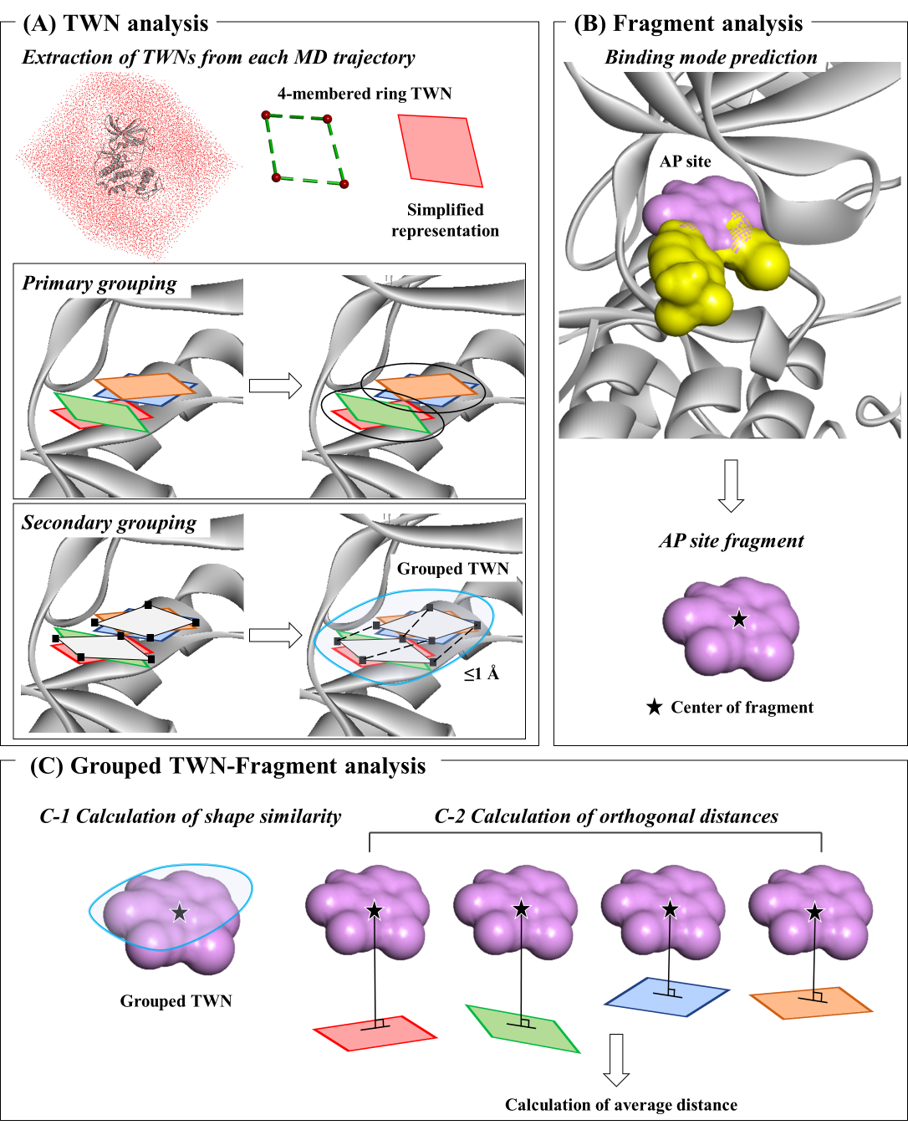 (A) TWN analysis
Extraction of TWNs from each MD trajectory
4-membered ring TWN
Simplified
representation
Primary grouping
Secondary grouping
Grouped TWN
≤1 Å
(B) Fragment analysis
Binding mode prediction
AP site
AP site fragment
★ Center of fragment
(C) Grouped TWN-Fragment analysis
C-1 Calculation of shape similarity
Grouped TWN
C-2 Calculation of orthogonal distances
Calculation of average distance